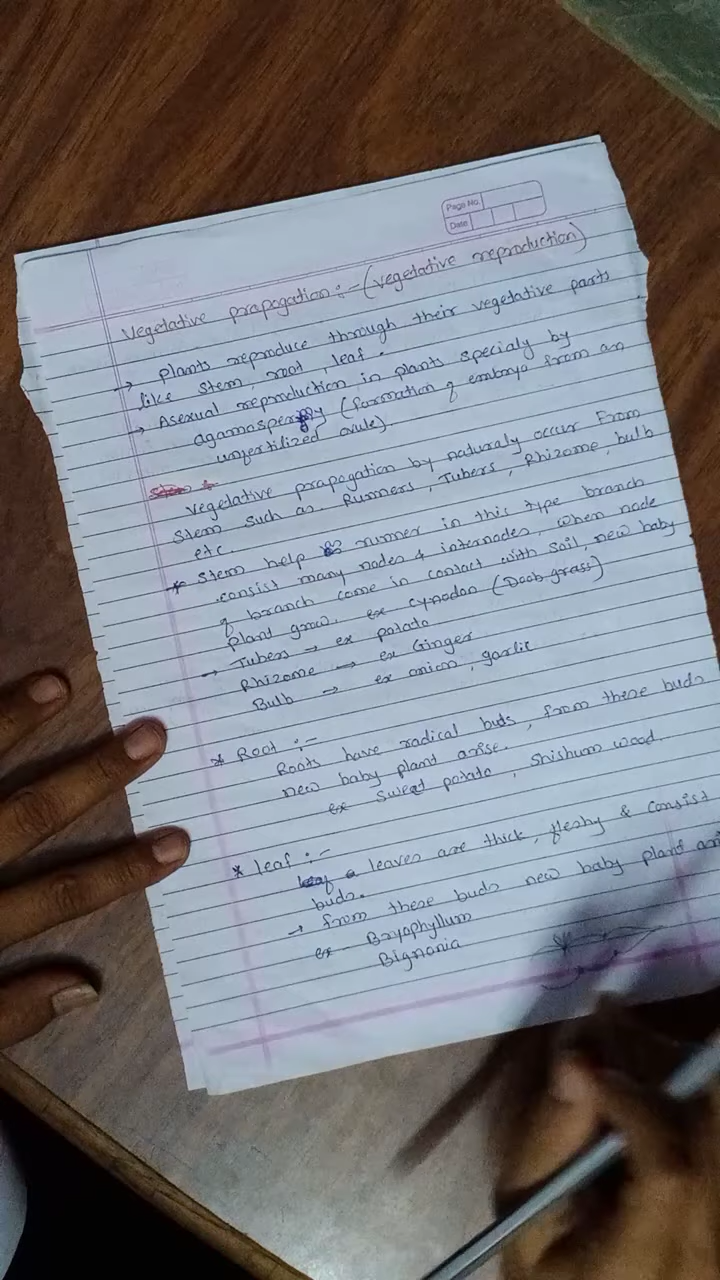 Page No.
Date
Vegetative prapogation:-(vegetative reproduction)
→ plants reproduce through their vegetative parts
like stem, root, leaf.
→ Asexual reproduction in plants specialy by
agamospermy (formation of embryo from an
unfertilized ovule).
vegetative prapogation by naturaly occur From
stem such as Runners, Tubers, Rhizome, bulb
etc.
* stem help runner in this type branch
consist many nodes & internodes, when node
of branch come in contact with soil, new baby
plant grow. ex cynodon (Doob grass)
→ Tubers → ex potato
Rhizome → ex Ginger
Bulb → ex onion, garlic
* Root :-
Roots have radical buds, from these buds
new baby plant arise.
ex sweet potato, Shishum wood.
* leaf :-
leaves are thick, fleshy & consist
buds.
→ from these buds new baby plant
ex - Bryophyllum
Bignonia